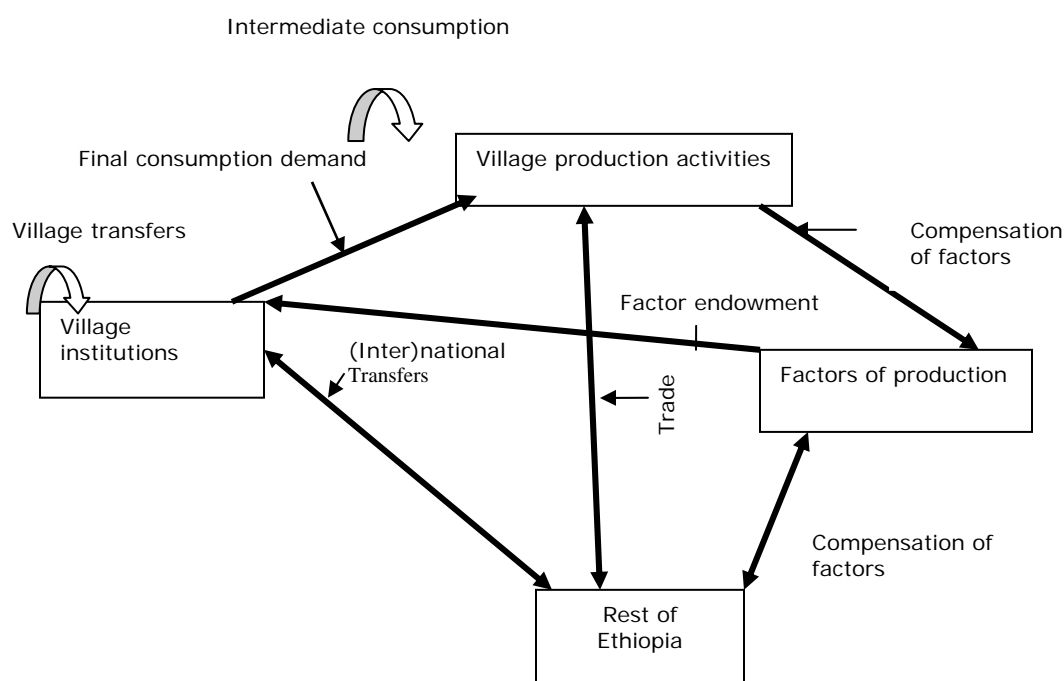 Intermediate consumption
Final consumption demand
Village production activities
Village transfers
Compensation
of factors
Factor endowment
Village
institutions
(Inter)national
Transfers
Factors of production
Trade
Compensation of
factors
Rest of
Ethiopia